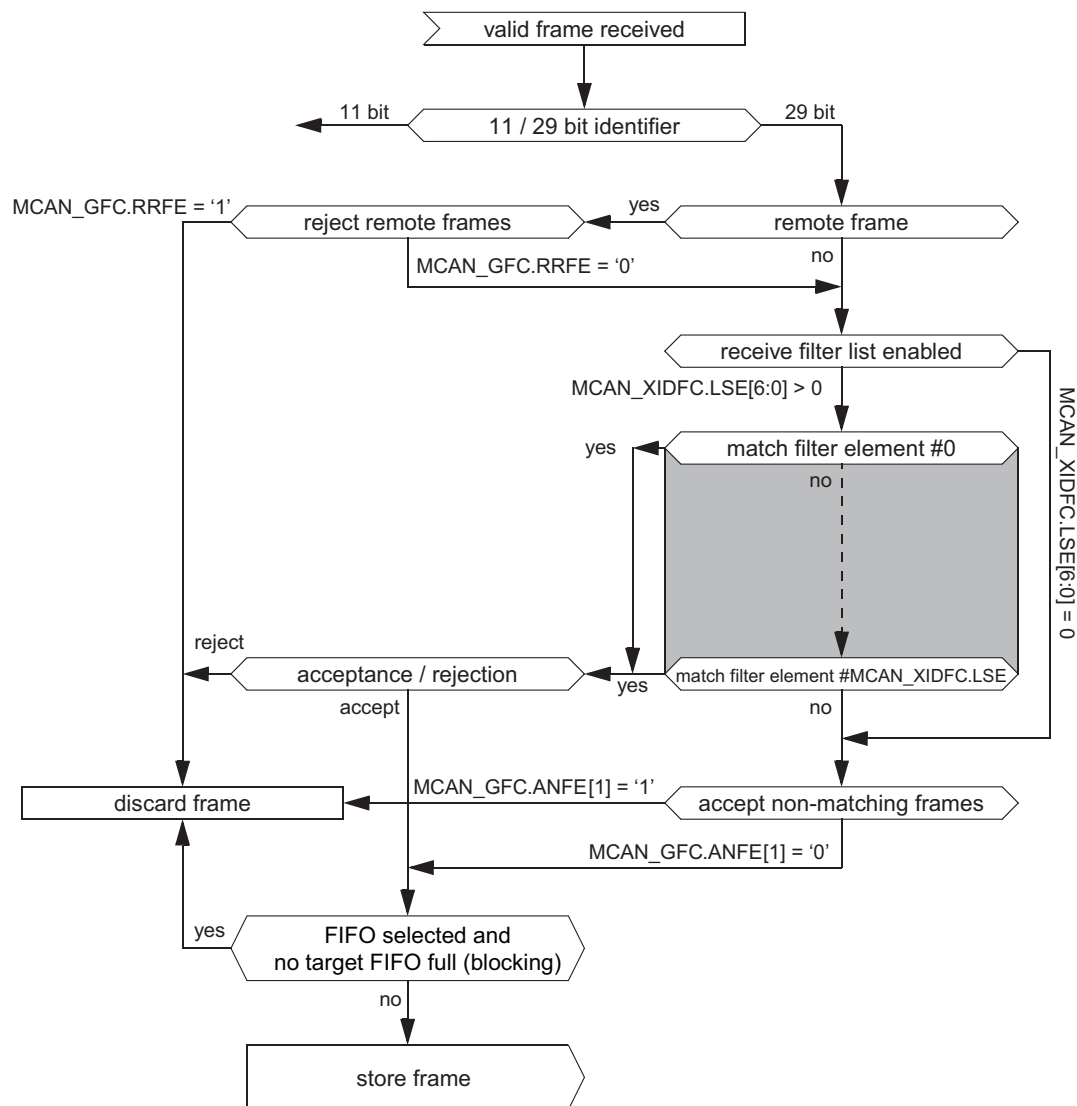 valid frame received
11 bit
11 / 29 bit identifier
29 bit
MCAN_GFC.RRFE = ‘1’
reject remote frames
yes
remote frame
MCAN_GFC.RRFE = ‘0’
no
receive filter list enabled
MCAN_XIDFC.LSE[6:0] > 0
MCAN_XIDFC.LSE[6:0] = 0
yes
match filter element #0
no
reject
acceptance / rejection
yes
match filter element #MCAN_XIDFC.LSE
accept
no
discard frame
MCAN_GFC.ANFE[1] = ‘1’
accept non-matching frames
MCAN_GFC.ANFE[1] = ‘0’
yes
FIFO selected and
no target FIFO full (blocking)
no
store frame